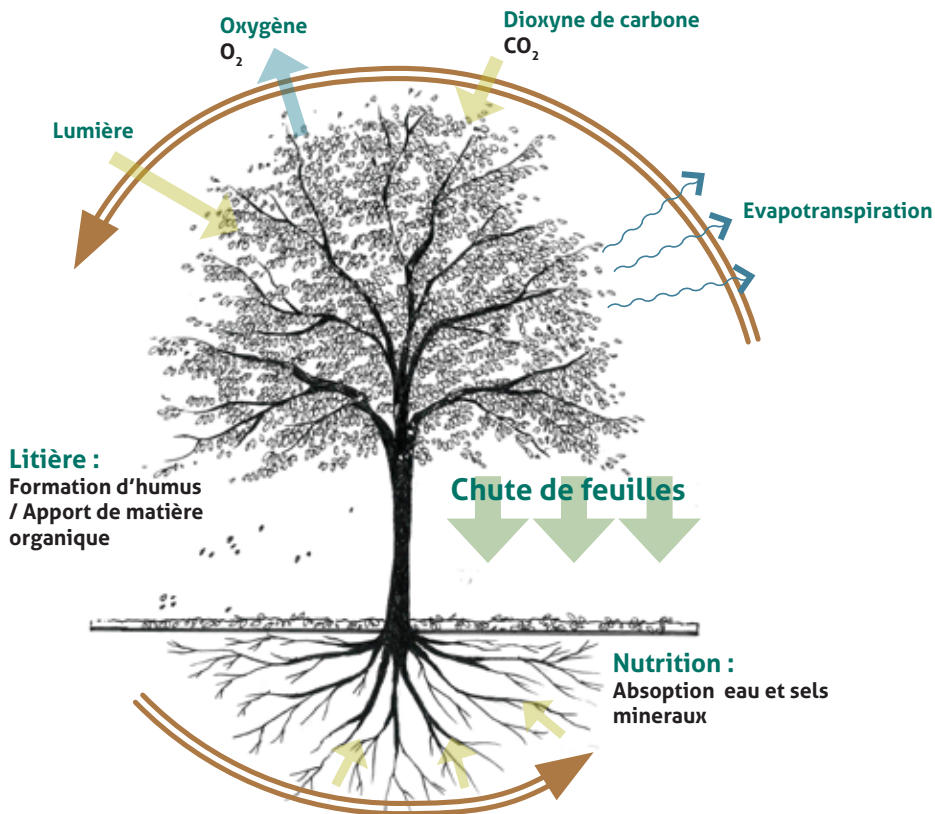 Oxygène
O₂
Dioxyne de carbone
CO₂
Lumière
Evapotranspiration
Litière :
Formation d'humus
/ Apport de matière
organique
Chute de feuilles
Nutrition :
Absoption eau et sels
mineraux